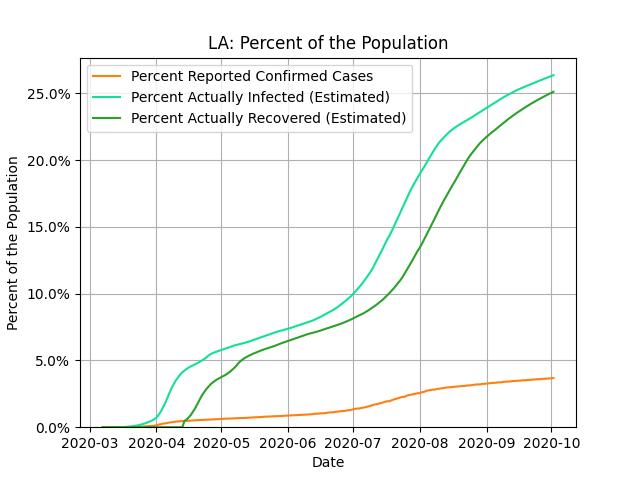 LA: Percent of the Population
Percent Reported Confirmed Cases
Percent Actually Infected (Estimated)
Percent Actually Recovered (Estimated)
25.0%
20.0%
15.0%
10.0%
5.0%
0.0%
Percent of the Population
2020-03 2020-04 2020-05 2020-06 2020-07 2020-08 2020-09 2020-10
Date